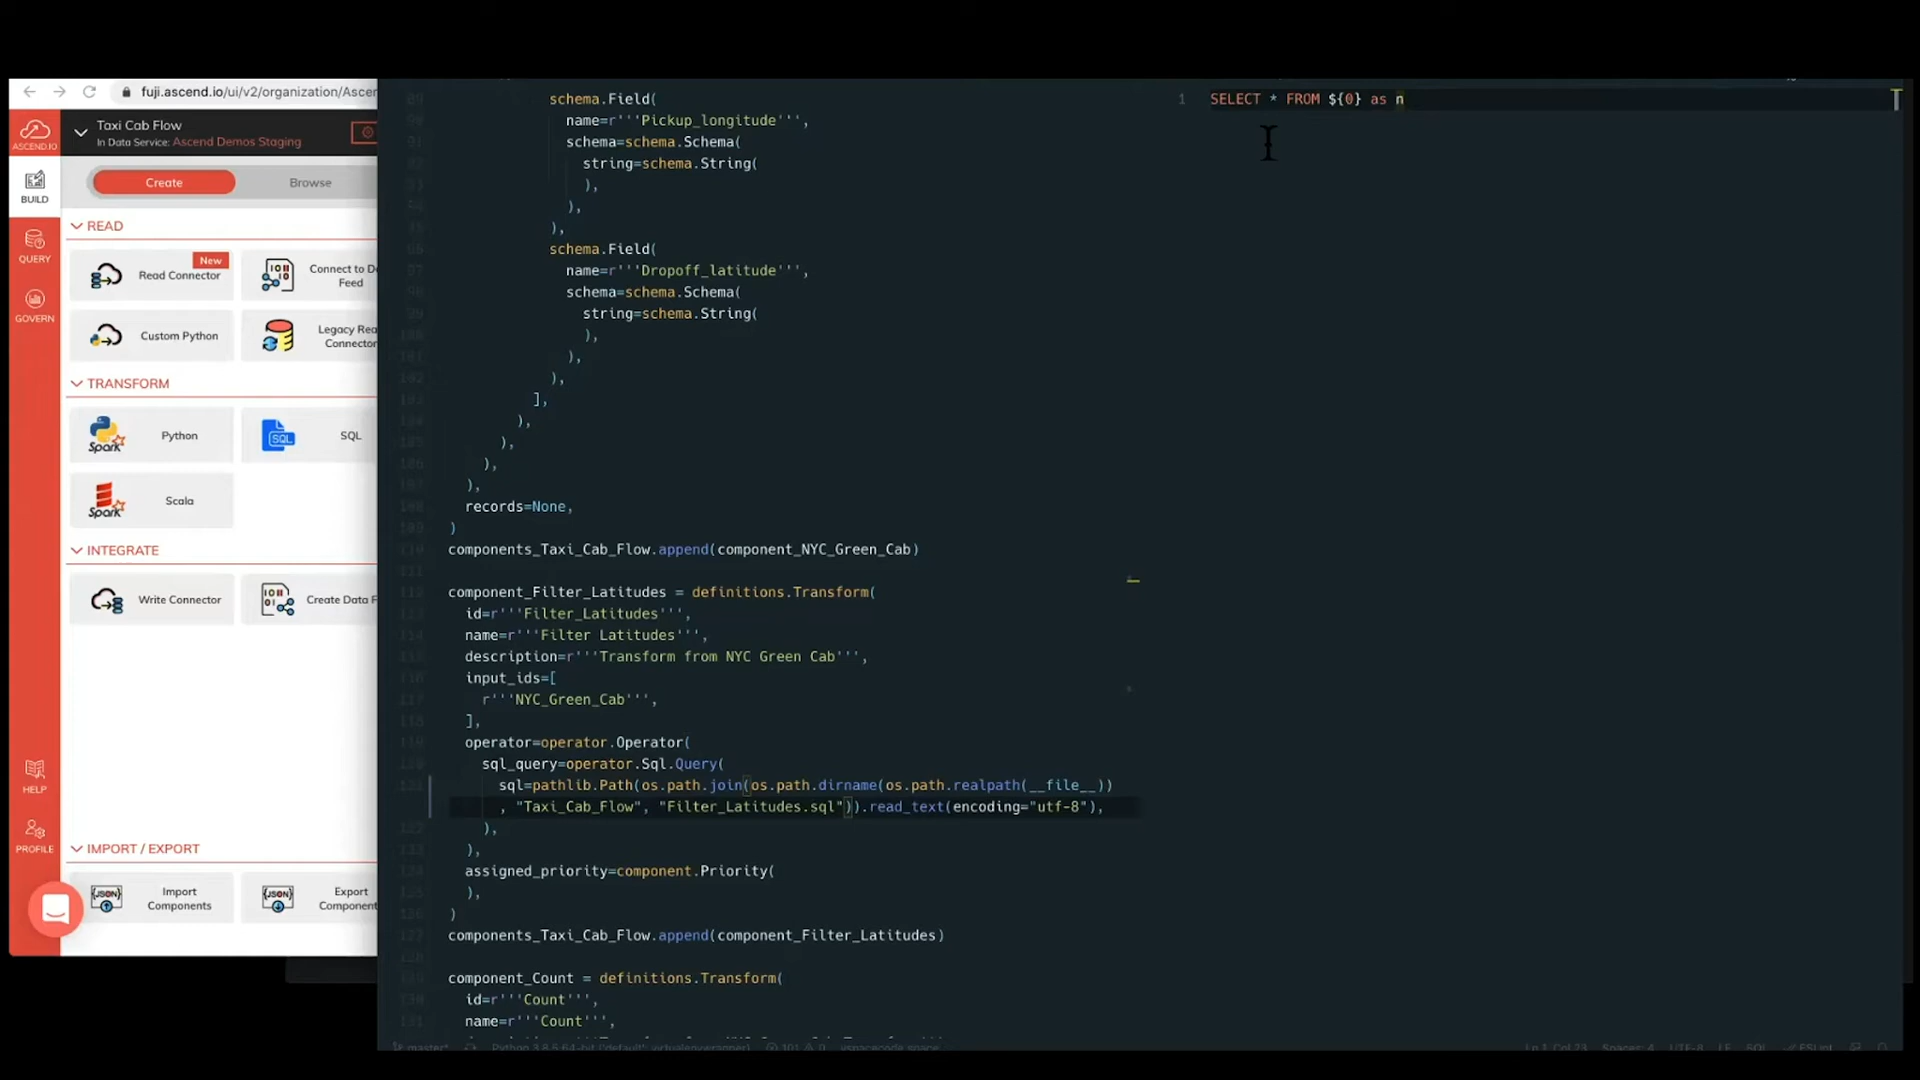 fuji.ascend.io/ui/v2/organization/Ascer
ASCEND.IO
Taxi Cab Flow
In Data Service: Ascend Demos Staging
BUILD
QUERY
GOVERN
HELP
PROFILE
Create
Browse
READ
Read Connector
New
Connect to D
Feed
Custom Python
Legacy Rea
Connecto
TRANSFORM
Spark
Python
SQL
SQL
Spark
Scala
INTEGRATE
Write Connector
Create Data F
IMPORT / EXPORT
{JSON}
Import
Components
{JSON}
Export
Component
schema.Field(
name=r'''Pickup_longitude''',
schema=schema.Schema(
string=schema.String(
),
),
),
schema.Field(
name=r'''Dropoff_latitude''',
schema=schema.Schema(
string=schema.String(
),
),
),
],
),
),
),
),
records=None,
)
components_Taxi_Cab_Flow.append(component_NYC_Green_Cab)
component_Filter_Latitudes = definitions.Transform(
id=r'''Filter_Latitudes''',
name=r'''Filter Latitudes''',
description=r'''Transform from NYC Green Cab''',
input_ids=[
r'''NYC_Green_Cab''',
],
operator=operator.Operator(
sql_query=operator.Sql.Query(
sql=pathlib.Path(os.path.join(os.path.dirname(os.path.realpath(__file__))
, "Taxi_Cab_Flow", "Filter_Latitudes.sql")).read_text(encoding="utf-8"),
),
),
assigned_priority=component.Priority(
),
)
components_Taxi_Cab_Flow.append(component_Filter_Latitudes)
component_Count = definitions.Transform(
id=r'''Count''',
name=r'''Count''',
1 SELECT * FROM ${0} as n